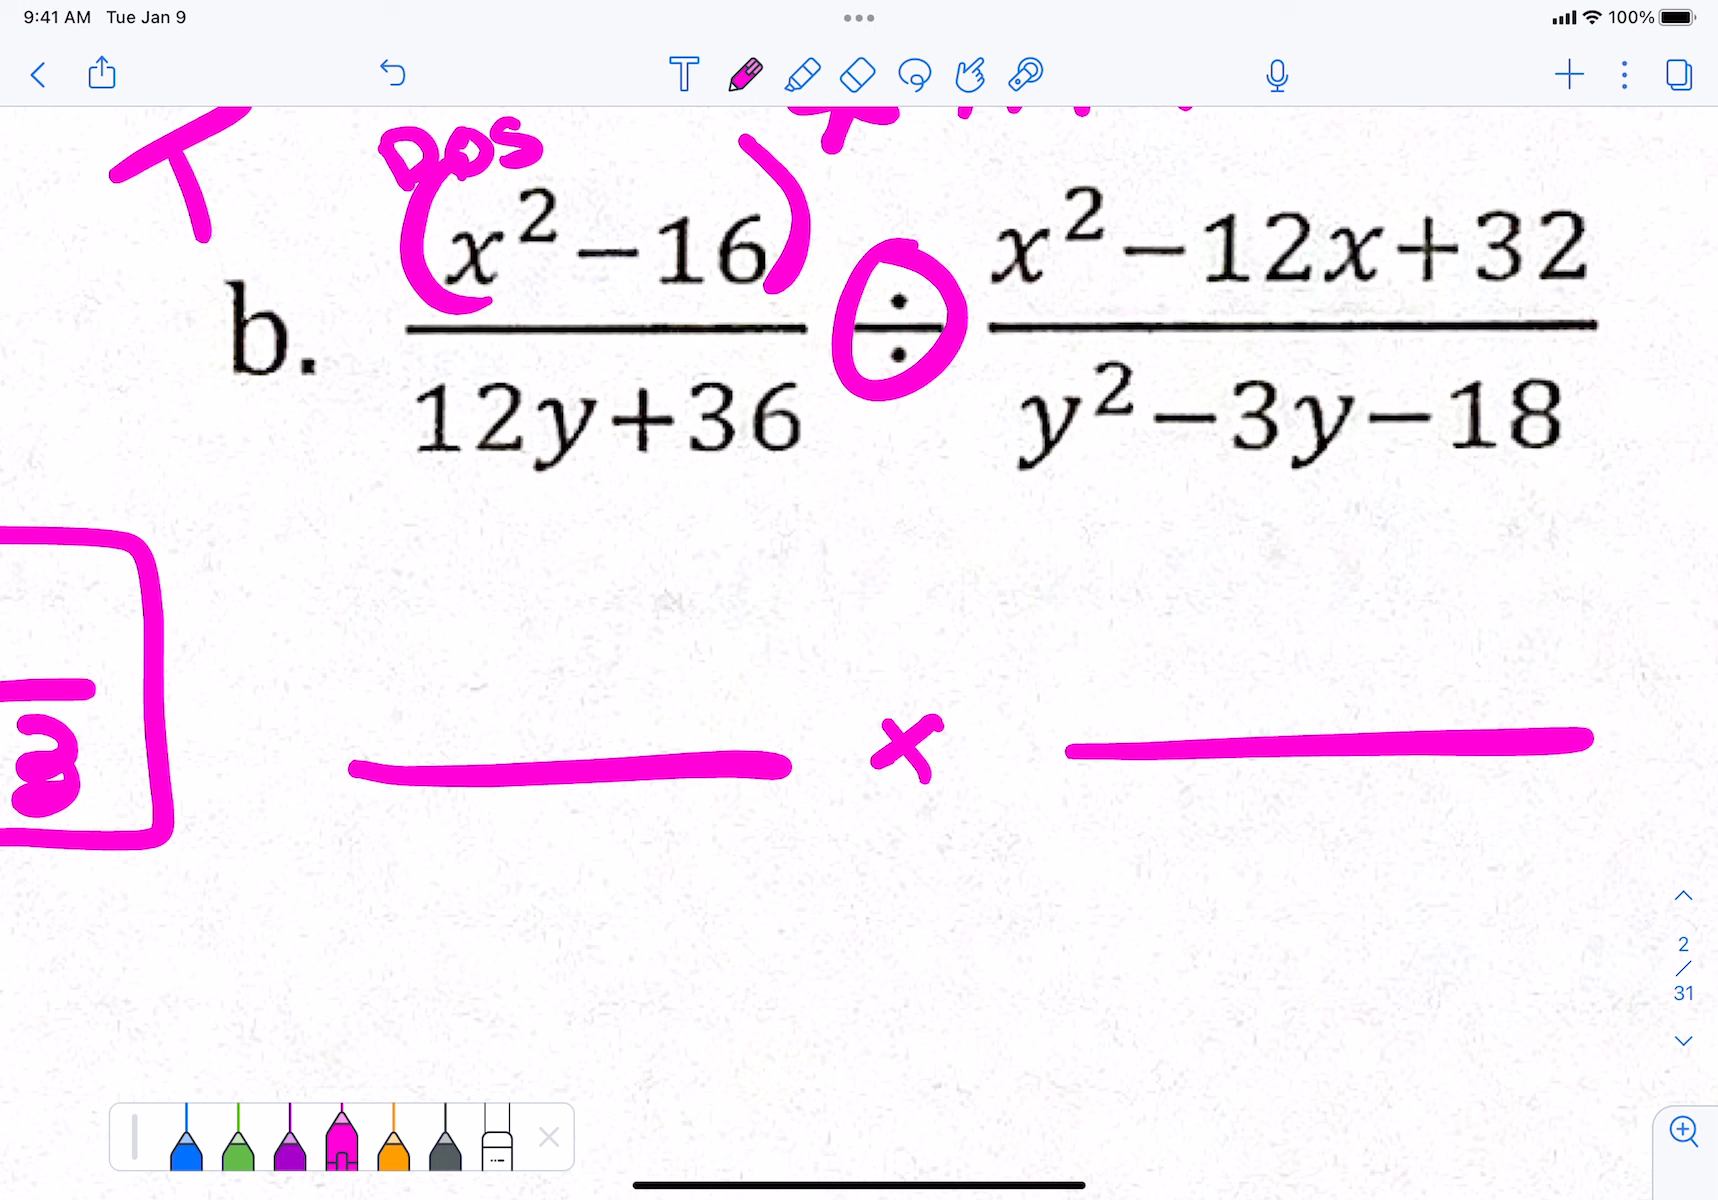 9:41 AM Tue Jan 9
100%
DOS
b. (x² − 16) / (12y + 36) ÷ (x² − 12x + 32) / (y² − 3y − 18)
×
3
2 / 31